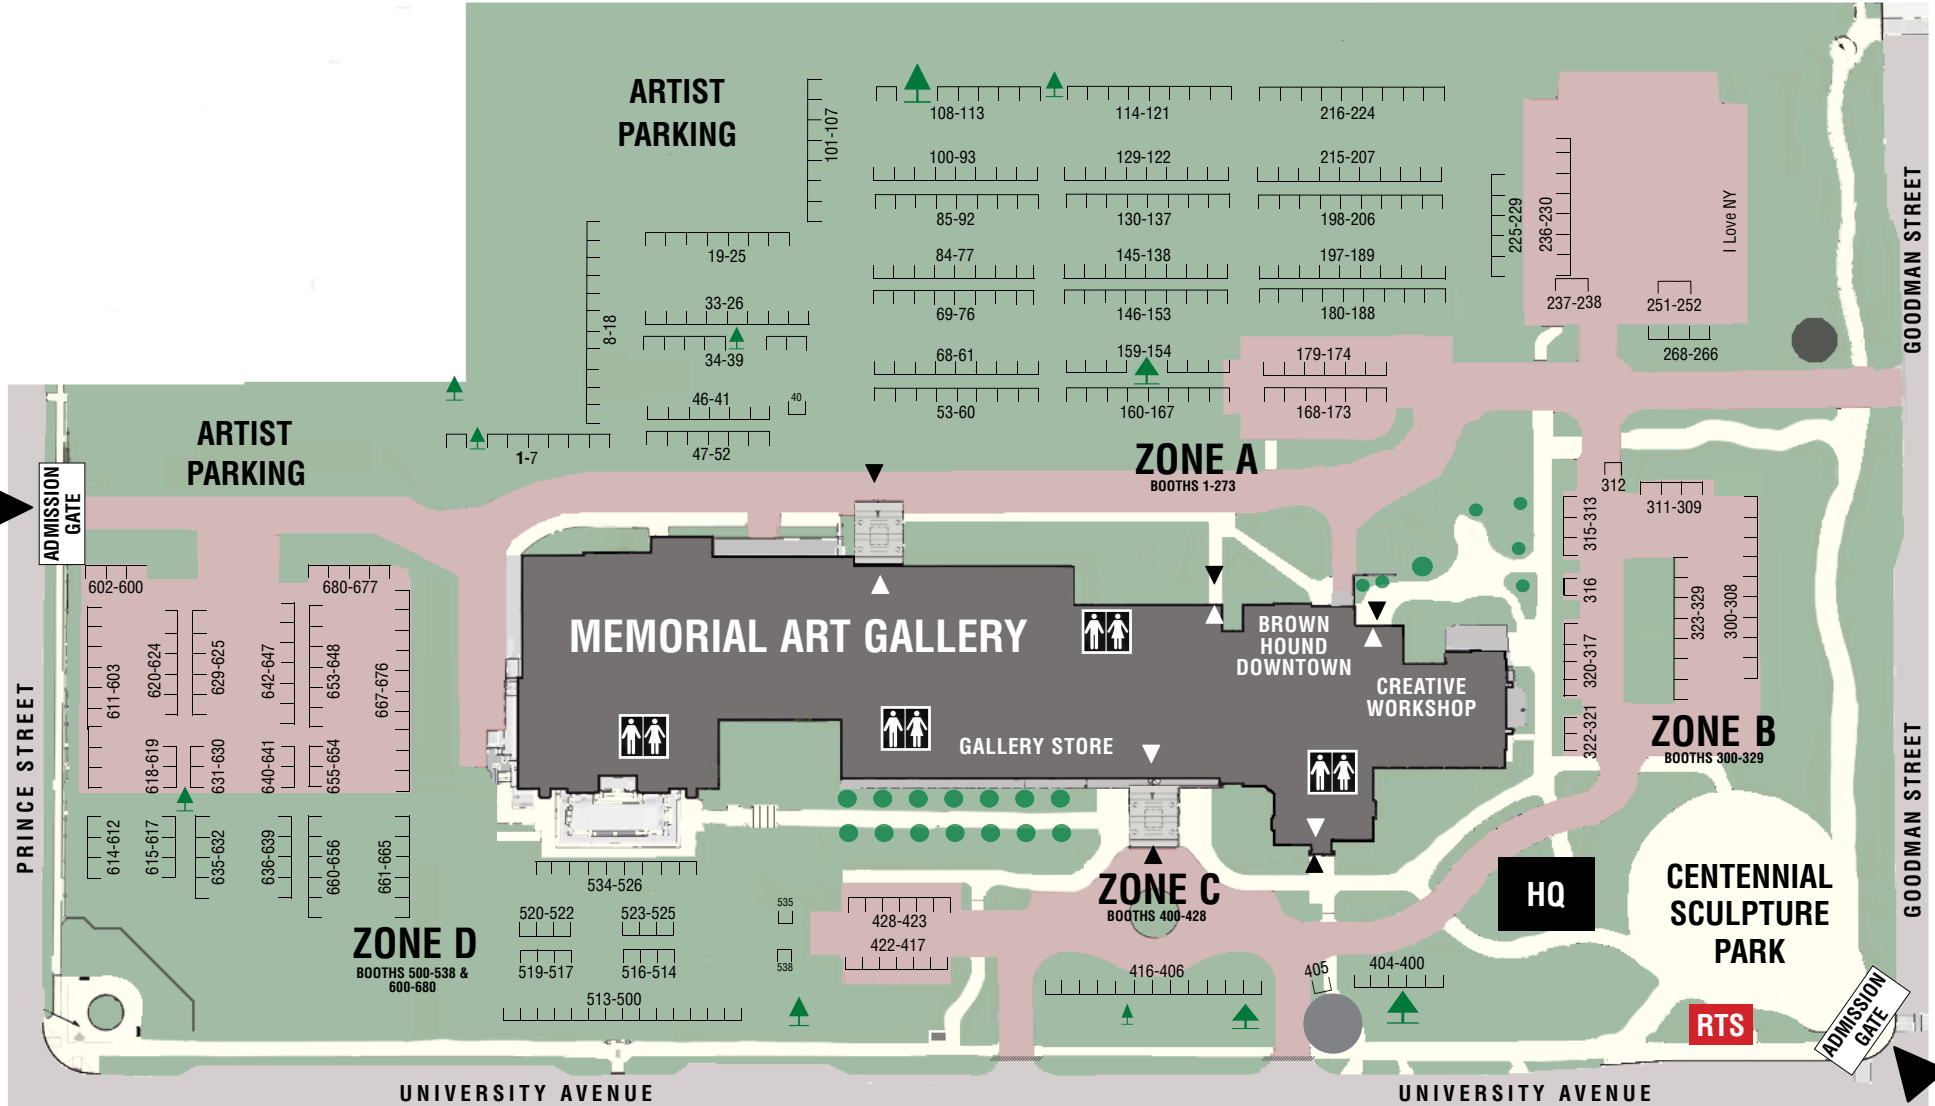 ARTIST
PARKING
101-107
108-113
114-121
216-224
100-93
129-122
215-207
85-92
130-137
198-206
225-229
236-230
I Love NY
GOODMAN STREET
19-25
84-77
145-138
197-189
33-26
8-18
69-76
146-153
180-188
237-238
251-252
34-39
68-61
159-154
179-174
268-266
46-41
40
53-60
160-167
168-173
ARTIST
PARKING
1-7
47-52
ZONE A
BOOTHS 1-273
ADMISSION
GATE
312
311-309
315-313
602-600
680-677
316
323-329
300-308
MEMORIAL ART GALLERY
BROWN
HOUND
DOWNTOWN
611-603
620-624
629-625
642-647
653-648
667-676
320-317
CREATIVE
WORKSHOP
PRINCE STREET
GALLERY STORE
322-321
ZONE B
BOOTHS 300-329
GOODMAN STREET
618-619
631-630
640-641
655-654
614-612
615-617
635-632
636-639
660-656
661-665
534-526
ZONE C
BOOTHS 400-428
HQ
CENTENNIAL
SCULPTURE
PARK
520-522
523-525
535
428-423
422-417
ZONE D
BOOTHS 500-538 &
600-680
519-517
516-514
538
416-406
405
404-400
513-500
RTS
ADMISSION
GATE
UNIVERSITY AVENUE
UNIVERSITY AVENUE